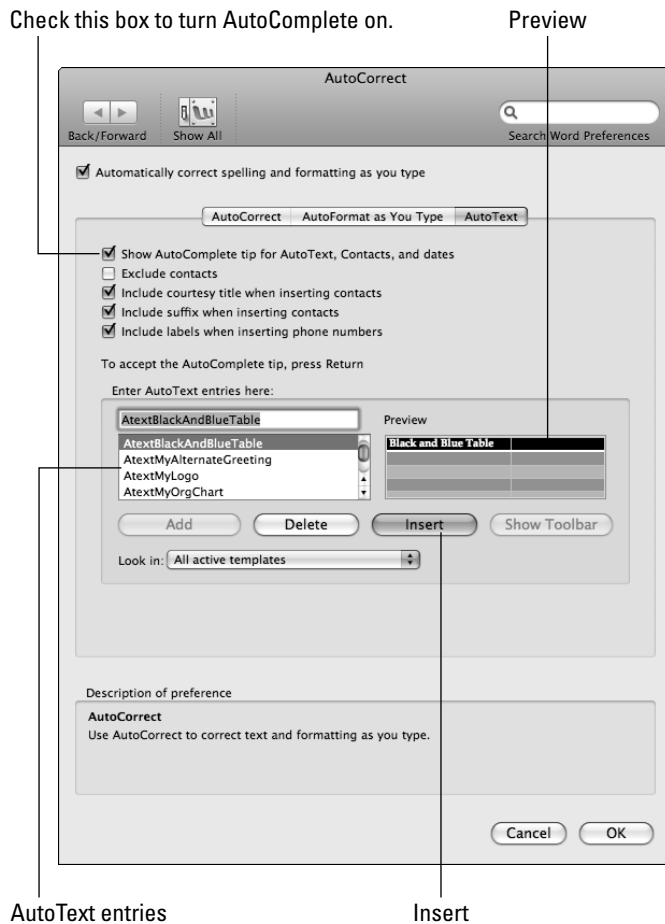 Check this box to turn AutoComplete on. Preview
AutoCorrect
Back/Forward Show All Search Word Preferences
Automatically correct spelling and formatting as you type
AutoCorrect AutoFormat as You Type AutoText
Show AutoComplete tip for AutoText, Contacts, and dates
Exclude contacts
Include courtesy title when inserting contacts
Include suffix when inserting contacts
Include labels when inserting phone numbers
To accept the AutoComplete tip, press Return
Enter AutoText entries here:
AtextBlackAndBlueTable Preview
AtextBlackAndBlueTable Black and Blue Table
AtextMyAlternateGreeting
AtextMyLogo
AtextMyOrgChart
Add Delete Insert Show Toolbar
Look in: All active templates
Description of preference
AutoCorrect
Use AutoCorrect to correct text and formatting as you type.
Cancel OK
AutoText entries Insert